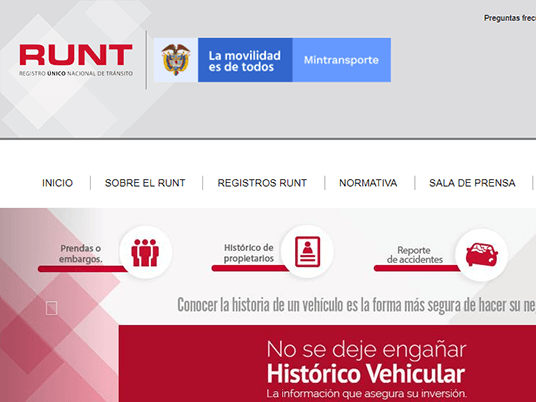 Preguntas frecu
RUNT
REGISTRO ÚNICO NACIONAL DE TRÁNSITO
La movilidad
es de todos
Mintransporte
INICIO
SOBRE EL RUNT
REGISTROS RUNT
NORMATIVA
SALA DE PRENSA
Prendas o
embargos.
Histórico de
propietarios
Reporte
de accidentes
Conocer la historia de un vehículo es la forma más segura de hacer su ne
No se deje engañar
Histórico Vehicular
La información que asegura su inversión.